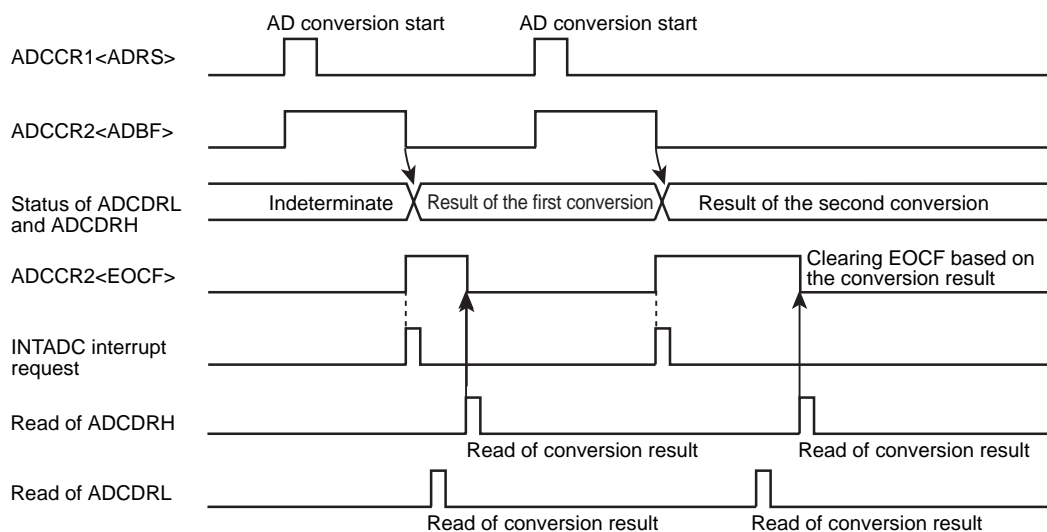 AD conversion start
AD conversion start
ADCCR1<ADRS>
ADCCR2<ADBF>
Status of ADCDRL
and ADCDRH
Indeterminate
Result of the first conversion
Result of the second conversion
ADCCR2<EOCF>
Clearing EOCF based on
the conversion result
INTADC interrupt
request
Read of ADCDRH
Read of conversion result
Read of conversion result
Read of ADCDRL
Read of conversion result
Read of conversion result